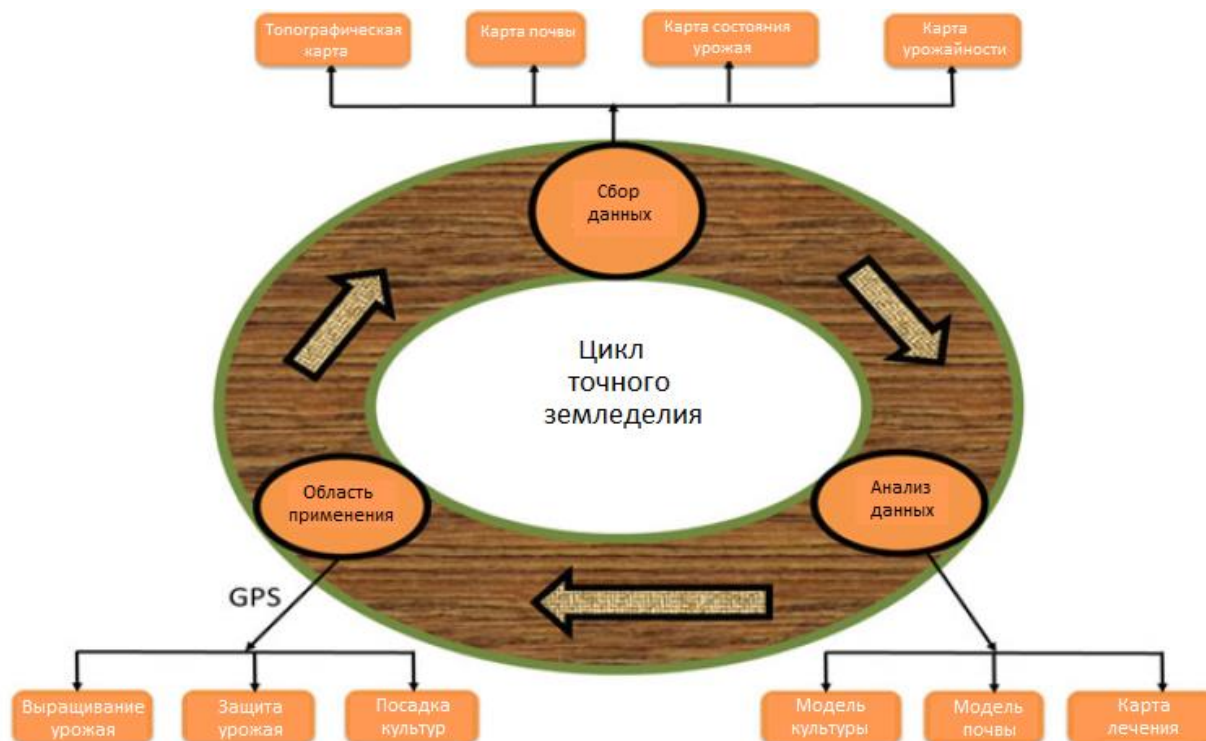 Топографическая
карта
Карта почвы
Карта состояния
урожая
Карта
урожайности
Сбор
данных
Цикл
точного
земледелия
Область
применения
Анализ
данных
GPS
Выращивание
урожая
Защита
урожая
Посадка
культур
Модель
культуры
Модель
почвы
Карта
лечения